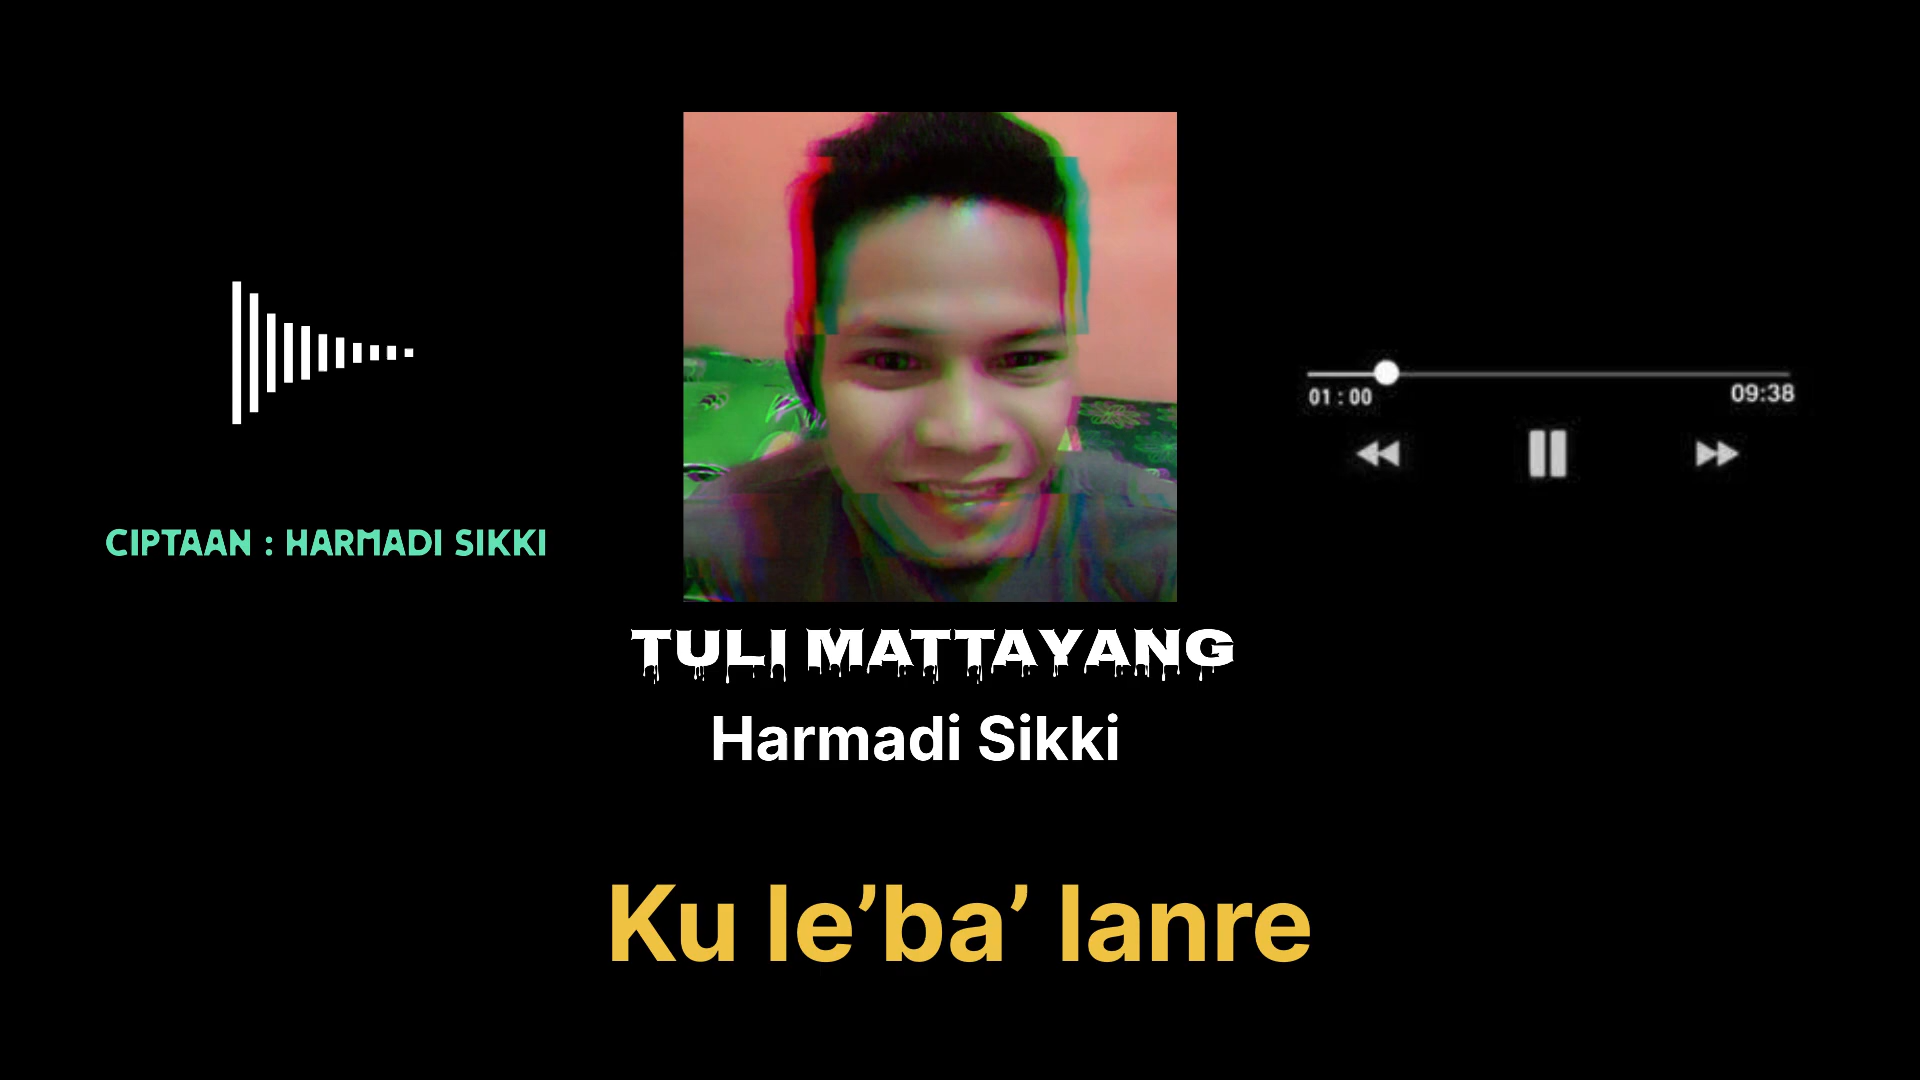 01 : 00
09:38
CIPTAAN : HARMADI SIKKI
TULI MATTAYANG
Harmadi Sikki
Ku le’ba’ lanre